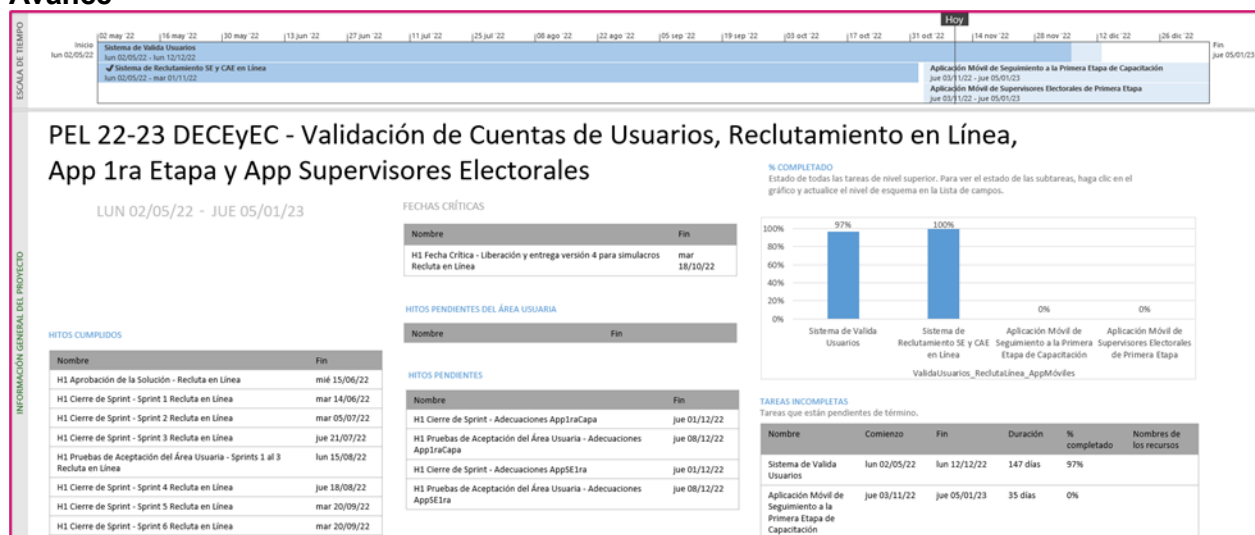 Avance
Hoy
ESCALA DE TIEMPO
Inicio
lun 02/05/22
02 may '22 16 may '22 30 may '22 13 jun '22 27 jun '22 11 jul '22 25 jul '22 08 ago '22 22 ago '22 05 sep '22 19 sep '22 03 oct '22 17 oct '22 31 oct '22 14 nov '22 28 nov '22 12 dic '22 26 dic '22
Sistema de Valida Usuarios
lun 02/05/22 - lun 12/12/22
✓Sistema de Reclutamiento SE y CAE en Línea
lun 02/05/22 - mar 01/11/22
Aplicación Móvil de Seguimiento a la Primera Etapa de Capacitación
jue 03/11/22 - jue 05/01/23
Aplicación Móvil de Supervisores Electorales de Primera Etapa
jue 03/11/22 - jue 05/01/23
Fin
jue 05/01/23
INFORMACIÓN GENERAL DEL PROYECTO
PEL 22-23 DECEyEC - Validación de Cuentas de Usuarios, Reclutamiento en Línea,
App 1ra Etapa y App Supervisores Electorales
LUN 02/05/22 - JUE 05/01/23
HITOS CUMPLIDOS
Nombre Fin
H1 Aprobación de la Solución - Recluta en Línea mié 15/06/22
H1 Cierre de Sprint - Sprint 1 Recluta en Línea mar 14/06/22
H1 Cierre de Sprint - Sprint 2 Recluta en Línea mar 05/07/22
H1 Cierre de Sprint - Sprint 3 Recluta en Línea jue 21/07/22
H1 Pruebas de Aceptación del Área Usuaria - Sprints 1 al 3 lun 15/08/22
Recluta en Línea
H1 Cierre de Sprint - Sprint 4 Recluta en Línea jue 18/08/22
H1 Cierre de Sprint - Sprint 5 Recluta en Línea mar 20/09/22
H1 Cierre de Sprint - Sprint 6 Recluta en Línea mar 20/09/22
FECHAS CRÍTICAS
Nombre Fin
H1 Fecha Crítica - Liberación y entrega versión 4 para simulacros mar
Recluta en Línea 18/10/22
HITOS PENDIENTES DEL ÁREA USUARIA
Nombre Fin
HITOS PENDIENTES
Nombre Fin
H1 Cierre de Sprint - Adecuaciones App1raCapa jue 01/12/22
H1 Pruebas de Aceptación del Área Usuaria - Adecuaciones jue 08/12/22
App1raCapa
H1 Cierre de Sprint - Adecuaciones AppSE1ra jue 01/12/22
H1 Pruebas de Aceptación del Área Usuaria - Adecuaciones jue 08/12/22
AppSE1ra
% COMPLETADO
Estado de todas las tareas de nivel superior. Para ver el estado de las subtareas, haga clic en el
gráfico y actualice el nivel de esquema en la Lista de campos.
100%
80%
60%
40%
20%
0%
97% 100% 0% 0%
Sistema de Valida
Usuarios
Sistema de
Reclutamiento SE y CAE
en Línea
Aplicación Móvil de
Seguimiento a la Primera
Etapa de Capacitación
Aplicación Móvil de
Supervisores Electorales
de Primera Etapa
ValidaUsuarios_ReclutaLínea_AppMóviles
TAREAS INCOMPLETAS
Tareas que están pendientes de término.
Nombre Comienzo Fin Duración % completado Nombres de los recursos
Sistema de Valida lun 02/05/22 lun 12/12/22 147 días 97%
Usuarios
Aplicación Móvil de jue 03/11/22 jue 05/01/23 35 días 0%
Seguimiento a la
Primera Etapa de
Capacitación